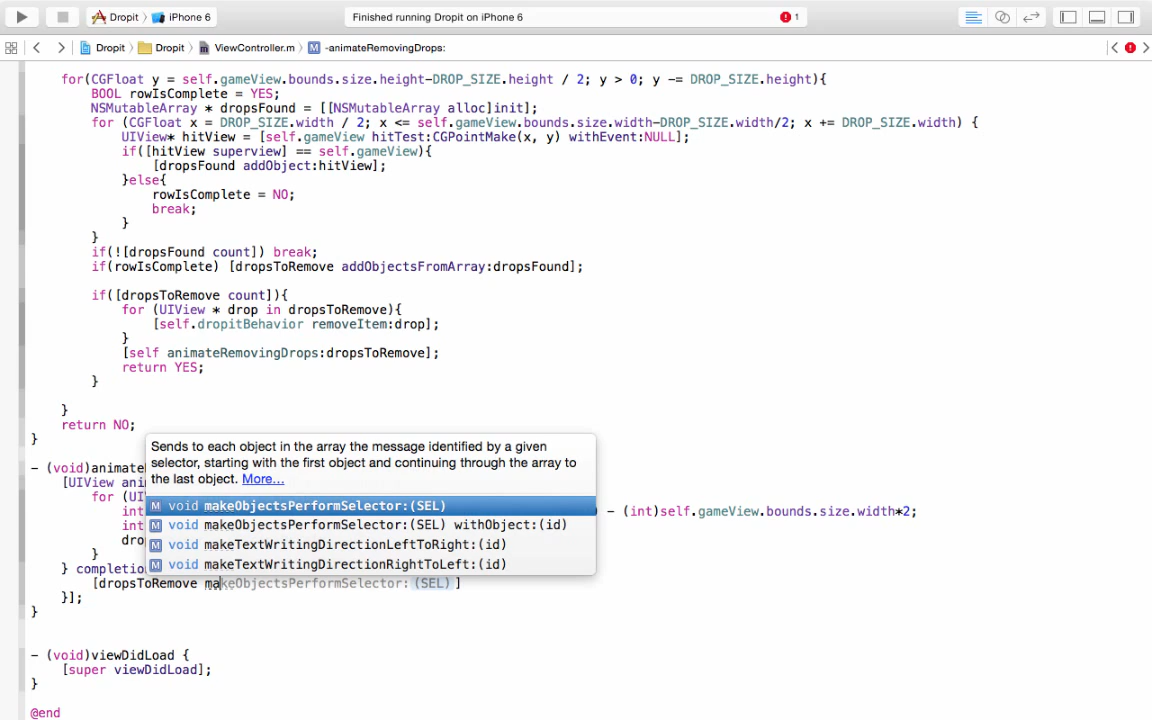 Dropit iPhone 6 Finished running Dropit on iPhone 6 1
Dropit Dropit ViewController.m M -animateRemovingDrops:
for(CGFloat y = self.gameView.bounds.size.height-DROP_SIZE.height / 2; y > 0; y -= DROP_SIZE.height){
BOOL rowIsComplete = YES;
NSMutableArray * dropsFound = [[NSMutableArray alloc]init];
for (CGFloat x = DROP_SIZE.width / 2; x <= self.gameView.bounds.size.width-DROP_SIZE.width/2; x += DROP_SIZE.width) {
UIView* hitView = [self.gameView hitTest:CGPointMake(x, y) withEvent:NULL];
if([hitView superview] == self.gameView){
[dropsFound addObject:hitView];
}else{
rowIsComplete = NO;
break;
}
}
if(![dropsFound count]) break;
if(rowIsComplete) [dropsToRemove addObjectsFromArray:dropsFound];
if([dropsToRemove count]){
for (UIView * drop in dropsToRemove){
[self.dropitBehavior removeItem:drop];
}
[self animateRemovingDrops:dropsToRemove];
return YES;
}
}
return NO;
}
Sends to each object in the array the message identified by a given
selector, starting with the first object and continuing through the array to
the last object. More...
- (void)animate
[UIView ani
for (UI
M void makeObjectsPerformSelector:(SEL)
int ) - (int)self.gameView.bounds.size.width*2;
M void makeObjectsPerformSelector:(SEL) withObject:(id)
int
dro
M void makeTextWritingDirectionLeftToRight:(id)
}
M void makeTextWritingDirectionRightToLeft:(id)
} completio
[dropsToRemove makeObjectsPerformSelector:(SEL)]
}];
}
- (void)viewDidLoad {
[super viewDidLoad];
}
@end